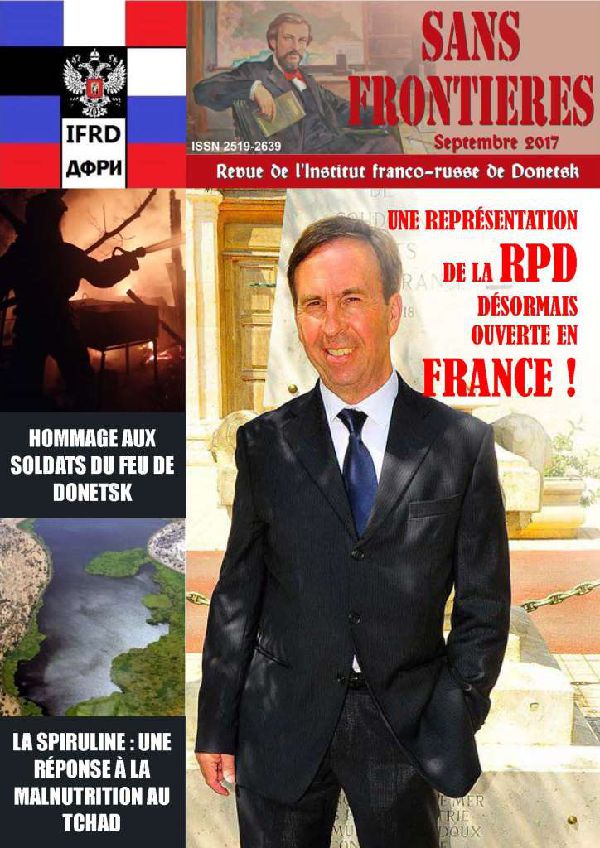 IFRD
ДФРИ
SANS
FRONTIERES
Septembre 2017
ISSN 2519-2639
Revue de l'Institut franco-russe de Donetsk
UNE REPRÉSENTATION
DE LA RPD
DÉSORMAIS
OUVERTE EN
FRANCE !
HOMMAGE AUX
SOLDATS DU FEU DE
DONETSK
LA SPIRULINE : UNE
RÉPONSE À LA
MALNUTRITION AU
TCHAD